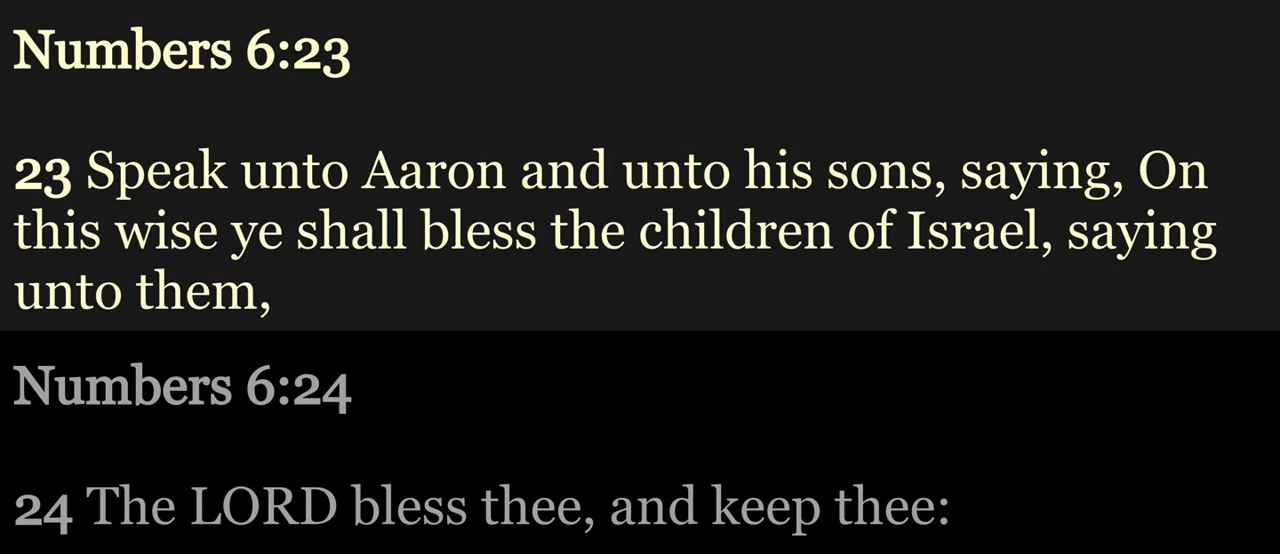 Numbers 6:23
23 Speak unto Aaron and unto his sons, saying, On
this wise ye shall bless the children of Israel, saying
unto them,
Numbers 6:24
24 The LORD bless thee, and keep thee: